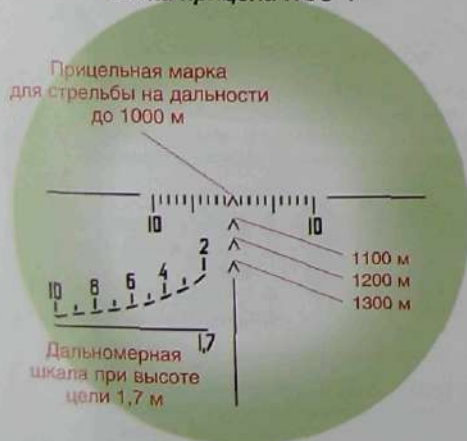 Прицельная марка
для стрельбы на дальности
до 1000 м
10 10
1100 м
1200 м
1300 м
10 8 6 4 2
1,7
Дальномерная
шкала при высоте
цели 1,7 м